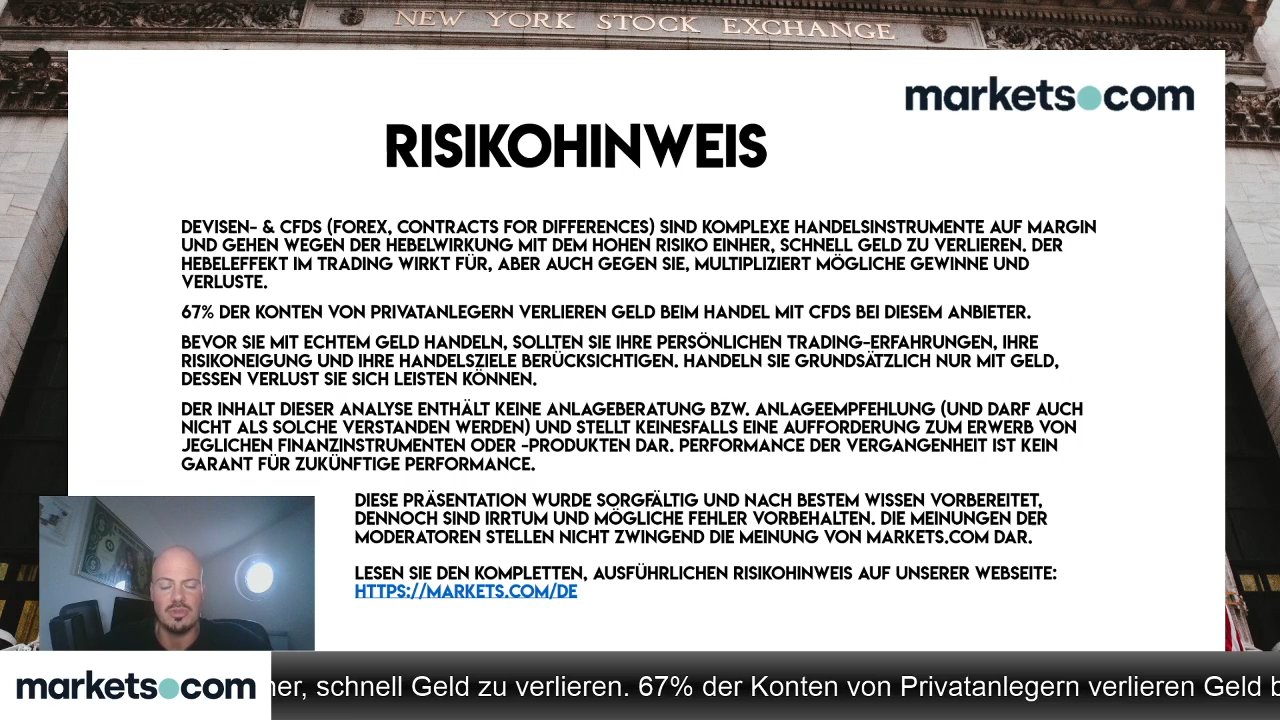 NEW YORK STOCK EXCHANGE
markets.com
RISIKOHINWEIS
DEVISEN- & CFDS (FOREX, CONTRACTS FOR DIFFERENCES) SIND KOMPLEXE HANDELSINSTRUMENTE AUF MARGIN
UND GEHEN WEGEN DER HEBELWIRKUNG MIT DEM HOHEN RISIKO EINHER, SCHNELL GELD ZU VERLIEREN. DER
HEBELEFFEKT IM TRADING WIRKT FÜR, ABER AUCH GEGEN SIE, MULTIPLIZIERT MÖGLICHE GEWINNE UND
VERLUSTE.
67% DER KONTEN VON PRIVATANLEGERN VERLIEREN GELD BEIM HANDEL MIT CFDS BEI DIESEM ANBIETER.
BEVOR SIE MIT ECHTEM GELD HANDELN, SOLLTEN SIE IHRE PERSÖNLICHEN TRADING-ERFAHRUNGEN, IHRE
RISIKONEIGUNG UND IHRE HANDELSZIELE BERÜCKSICHTIGEN. HANDELN SIE GRUNDSÄTZLICH NUR MIT GELD,
DESSEN VERLUST SIE SICH LEISTEN KÖNNEN.
DER INHALT DIESER ANALYSE ENTHÄLT KEINE ANLAGEBERATUNG BZW. ANLAGEEMPFEHLUNG (UND DARF AUCH
NICHT ALS SOLCHE VERSTANDEN WERDEN) UND STELLT KEINESFALLS EINE AUFFORDERUNG ZUM ERWERB VON
JEGLICHEN FINANZINSTRUMENTEN ODER -PRODUKTEN DAR. PERFORMANCE DER VERGANGENHEIT IST KEIN
GARANT FÜR ZUKÜNFTIGE PERFORMANCE.
DIESE PRÄSENTATION WURDE SORGFÄLTIG UND NACH BESTEM WISSEN VORBEREITET,
DENNOCH SIND IRRTUM UND MÖGLICHE FEHLER VORBEHALTEN. DIE MEINUNGEN DER
MODERATOREN STELLEN NICHT ZWINGEND DIE MEINUNG VON MARKETS.COM DAR.
LESEN SIE DEN KOMPLETTEN, AUSFÜHRLICHEN RISIKOHINWEIS AUF UNSERER WEBSEITE:
HTTPS://MARKETS.COM/DE
markets.com
ner, schnell Geld zu verlieren. 67% der Konten von Privatanlegern verlieren Geld b